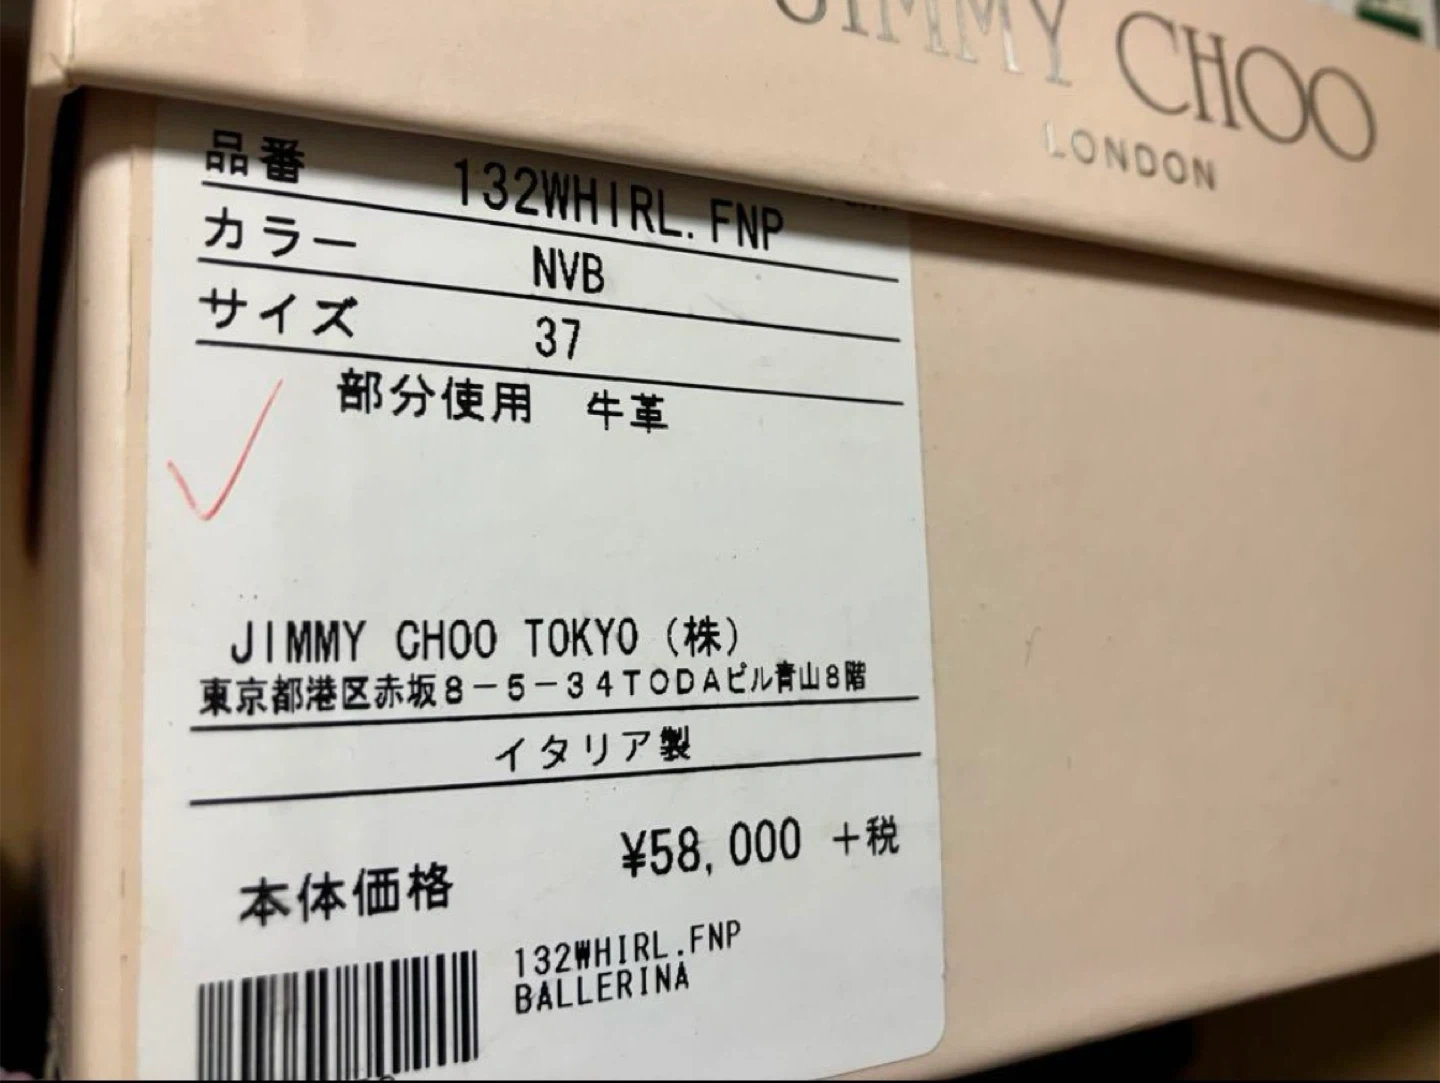 JIMMY CHOO
LONDON
品番 132WHIRL.FNP
カラー NVB
サイズ 37
部分使用 牛革
JIMMY CHOO TOKYO (株)
東京都港区赤坂8-5-34TODAビル青山8階
イタリア製
¥58,000 +税
本体価格
132WHIRL.FNP
BALLERINA